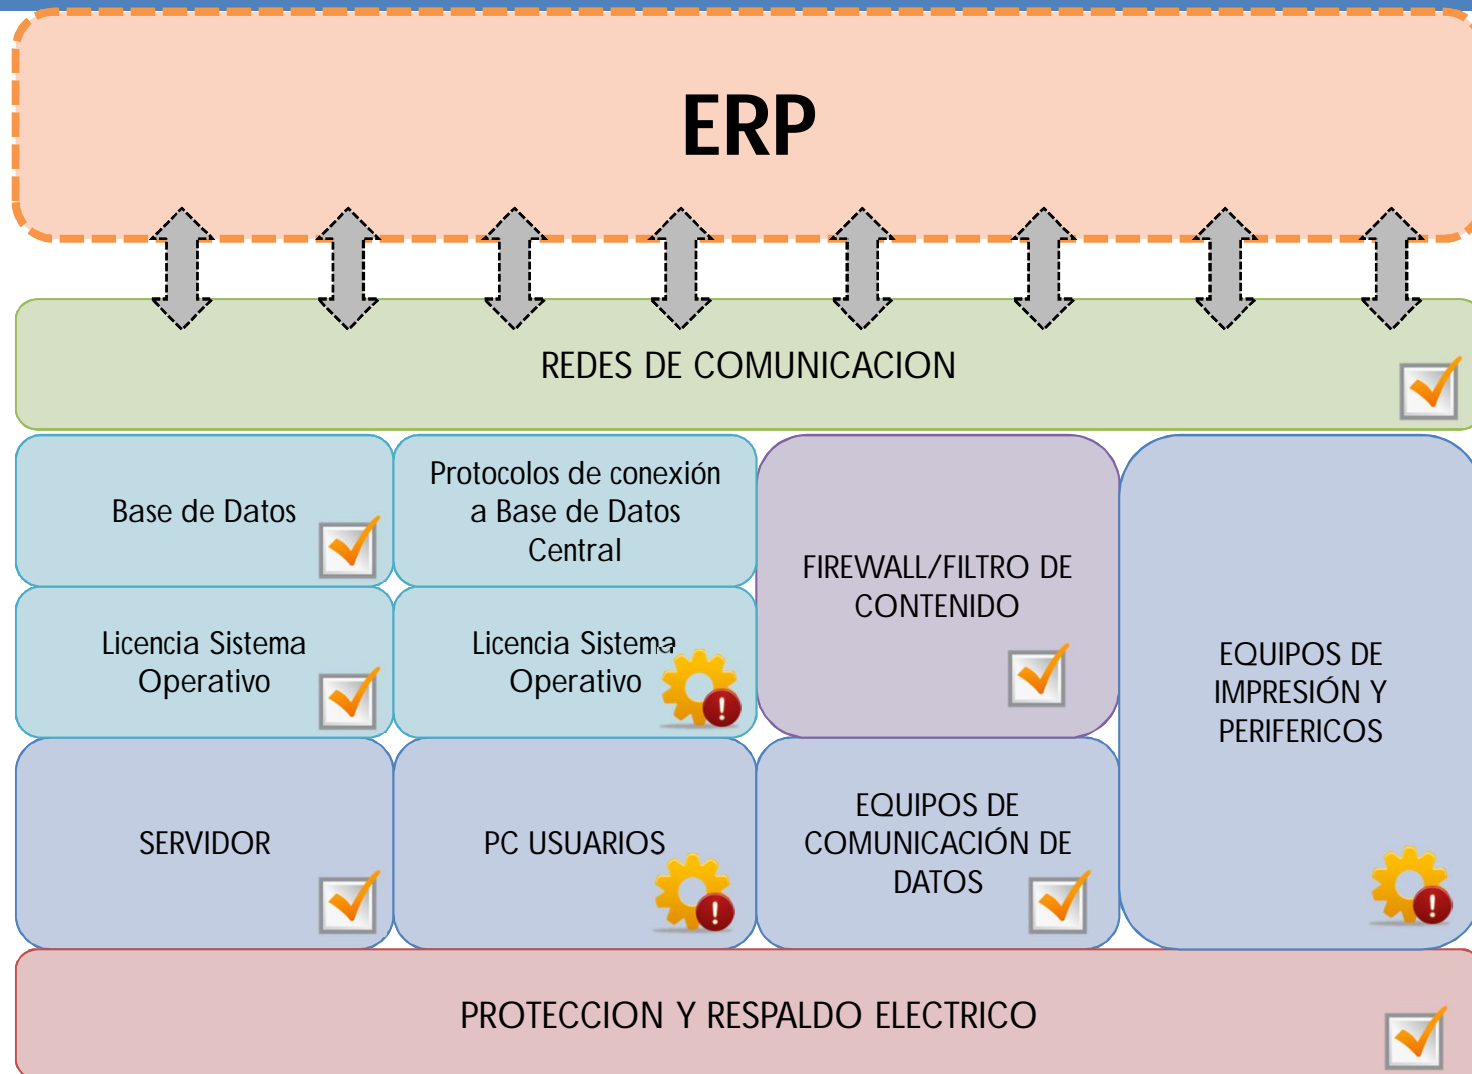 ERP
REDES DE COMUNICACION
Base de Datos
Protocolos de conexión
a Base de Datos
Central
FIREWALL/FILTRO DE
CONTENIDO
Licencia Sistema
Operativo
Licencia Sistema
Operativo
EQUIPOS DE
IMPRESIÓN Y
PERIFERICOS
SERVIDOR
PC USUARIOS
EQUIPOS DE
COMUNICACIÓN DE
DATOS
PROTECCION Y RESPALDO ELECTRICO